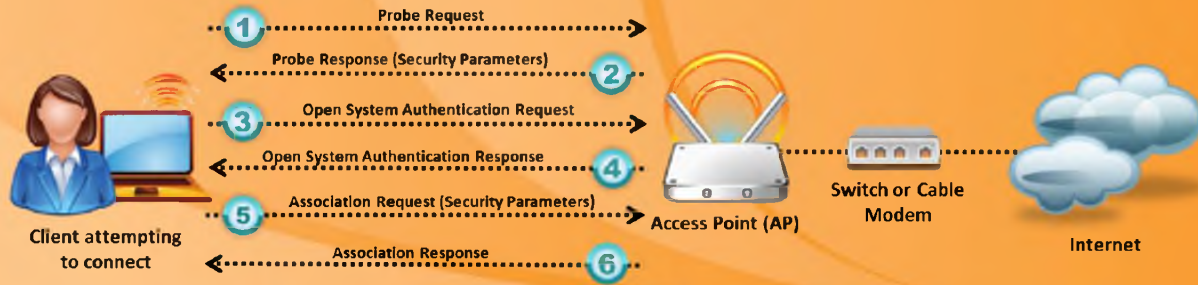 1
Probe Request
Probe Response (Security Parameters)
2
3
Open System Authentication Request
Open System Authentication Response
4
5
Association Request (Security Parameters)
Association Response
6
Client attempting
to connect
Access Point (AP)
Switch or Cable
Modem
Internet